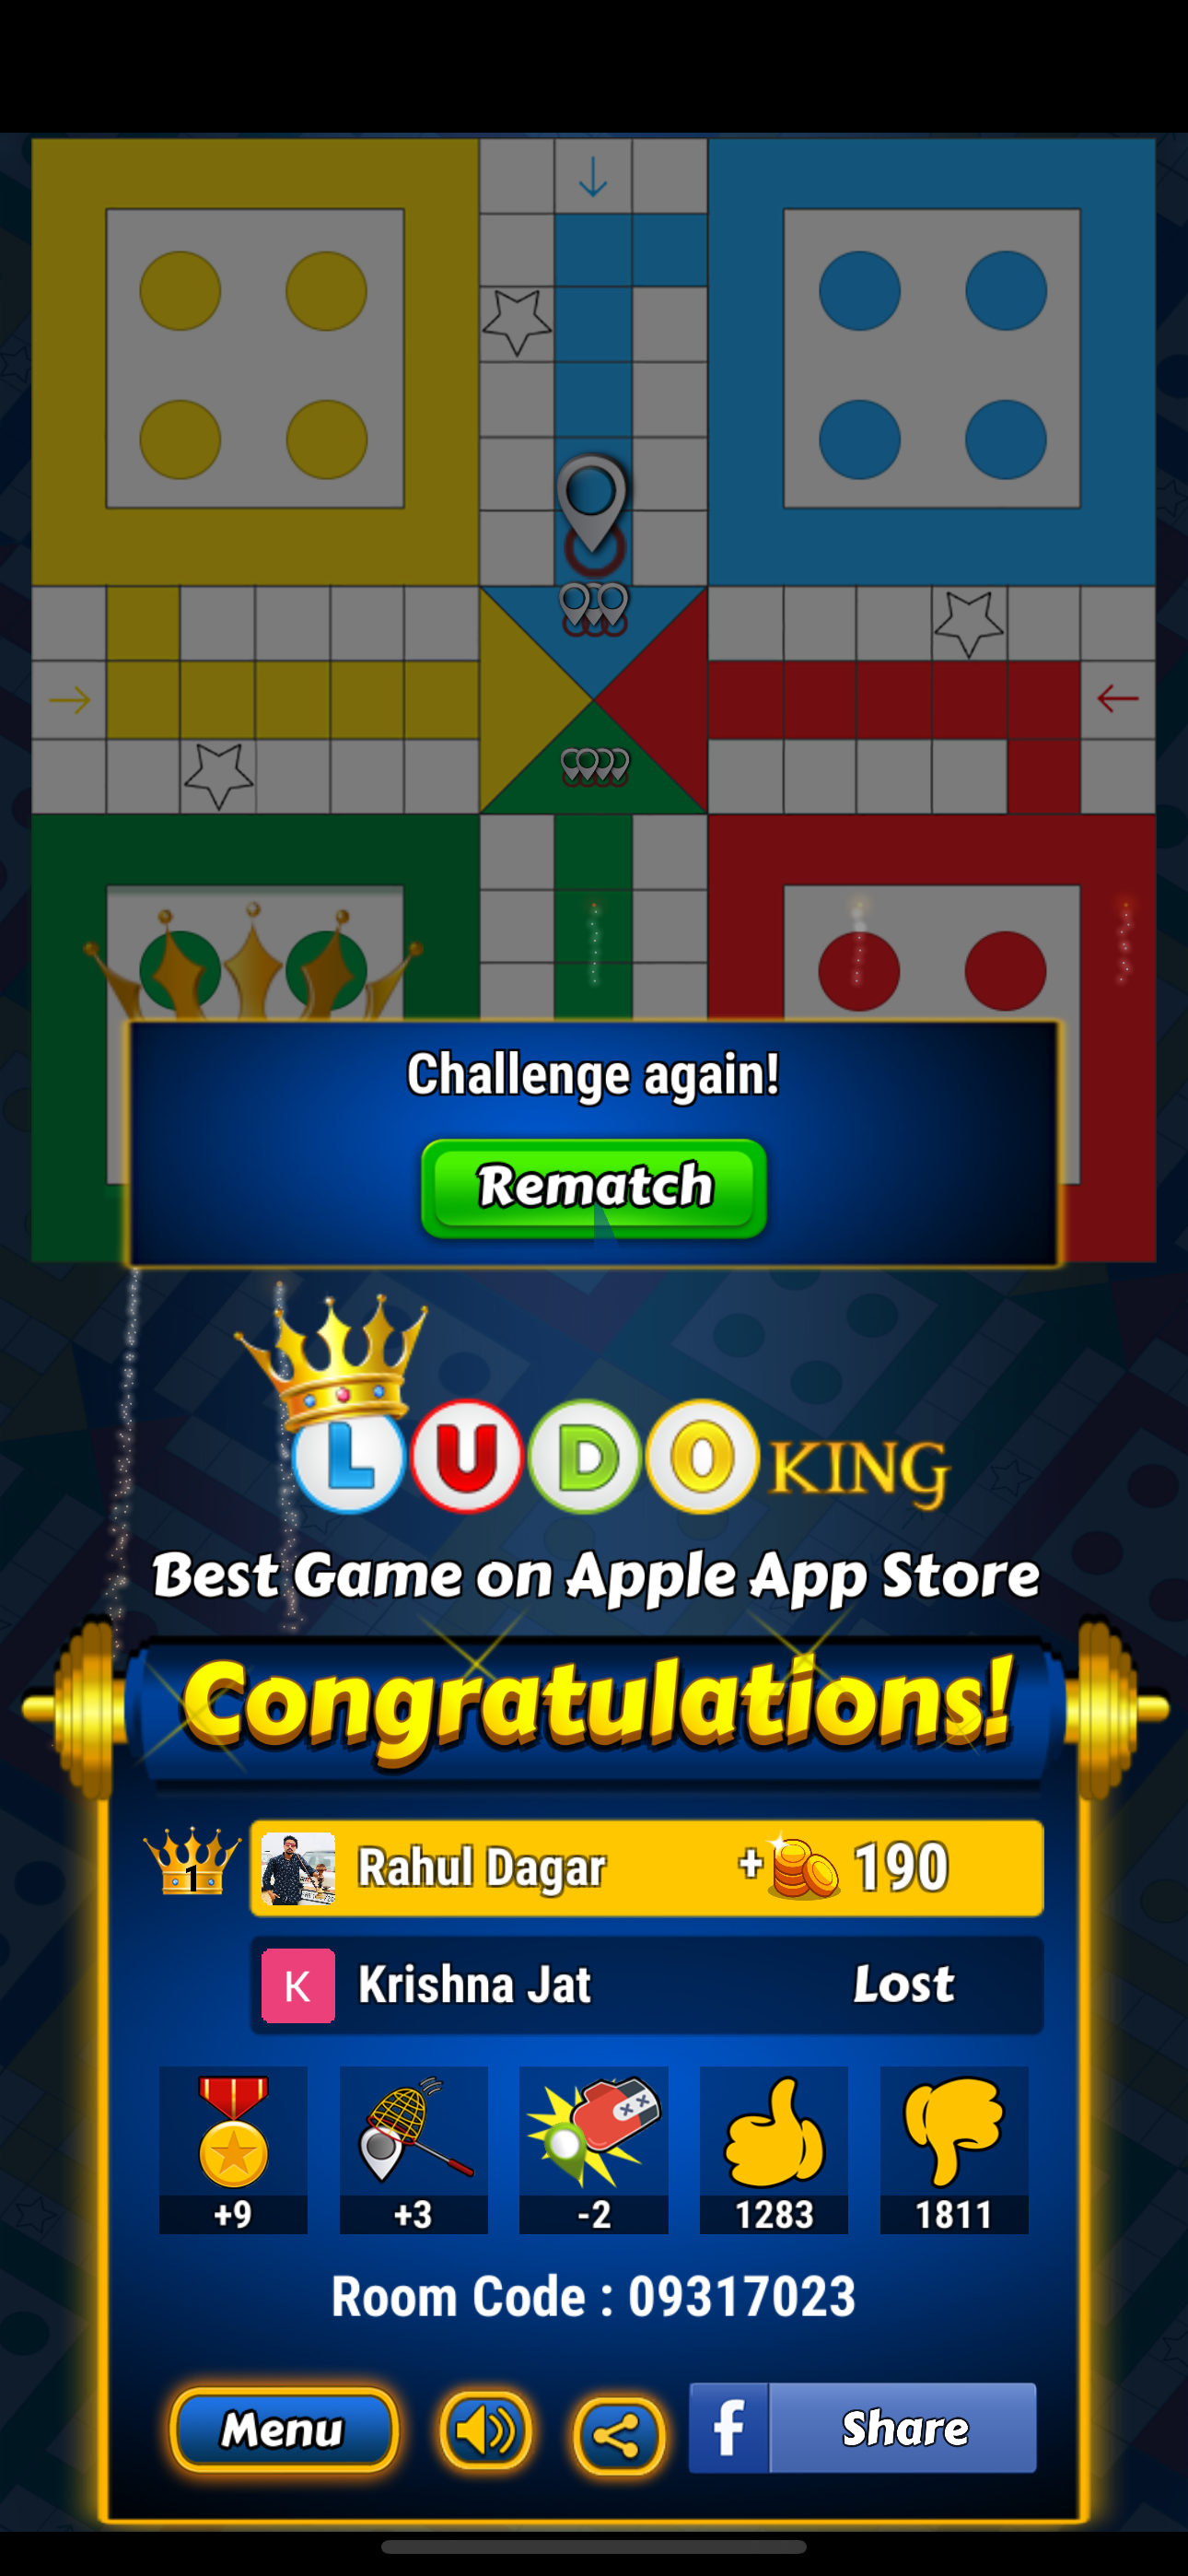 Challenge again!
Rematch
LUDO KING
Best Game on Apple App Store
Congratulations!
1 Rahul Dagar + 190
K Krishna Jat Lost
+9 +3 -2 1283 1811
Room Code : 09317023
Menu f Share